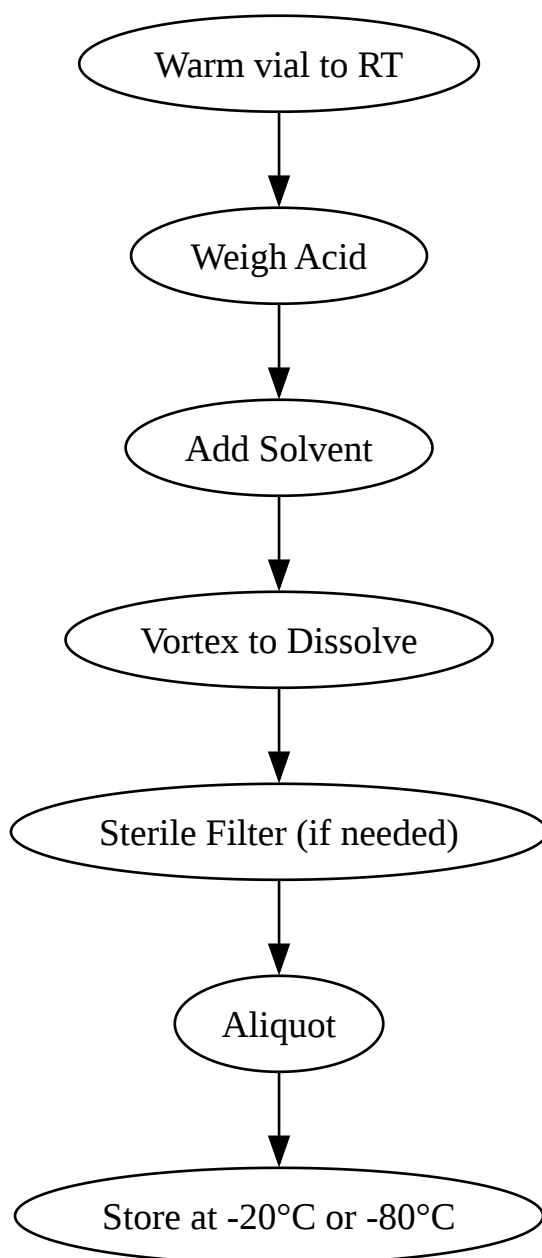 Warm vial to RT
Weigh Acid
Add Solvent
Vortex to Dissolve
Sterile Filter (if needed)
Aliquot
Store at -20°C or -80°C